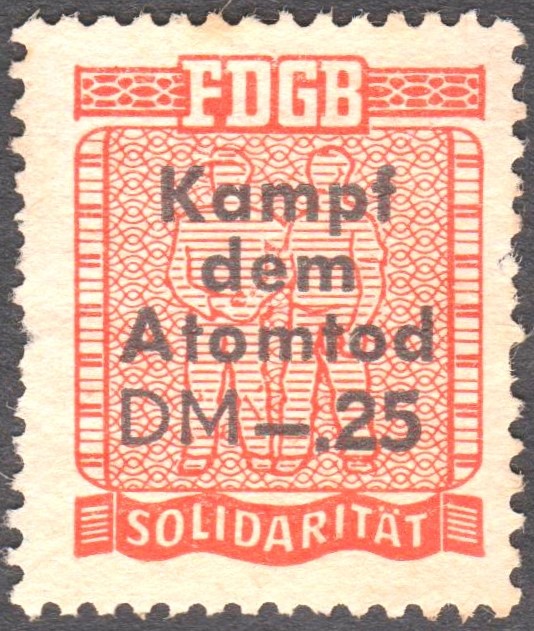 FDGB
Kampf
dem
Atomtod
DM —.25
SOLIDARITÄT